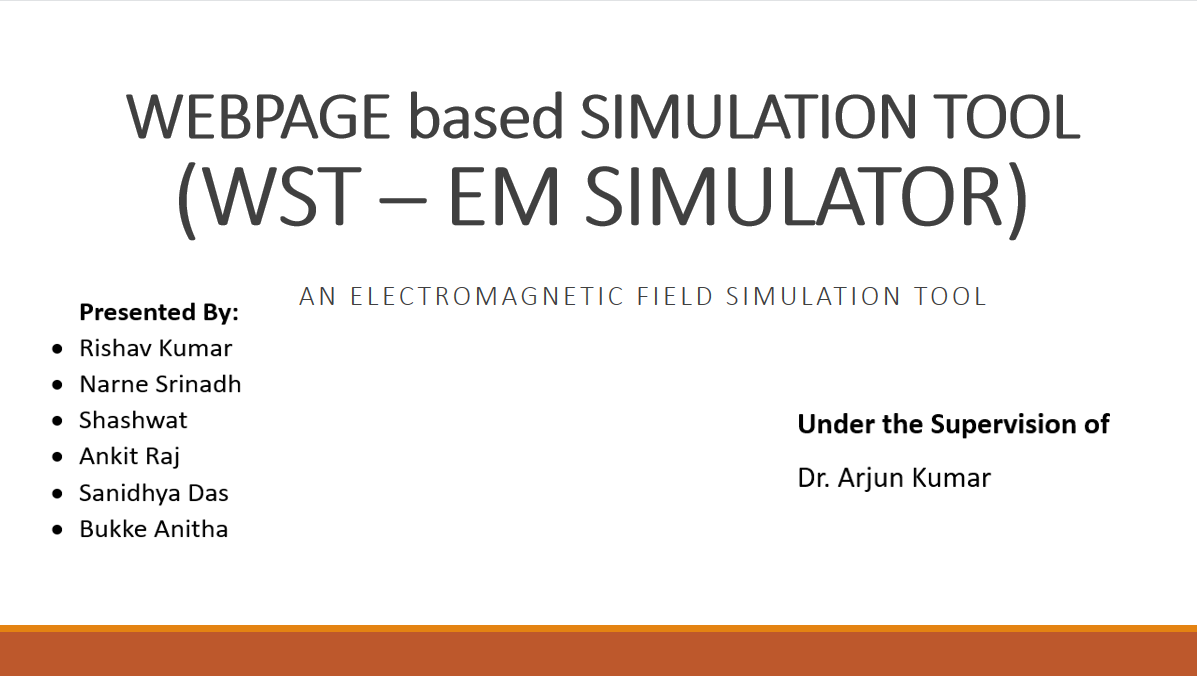 WEBPAGE based SIMULATION TOOL
(WST – EM SIMULATOR)
AN ELECTROMAGNETIC FIELD SIMULATION TOOL
Presented By:
• Rishav Kumar
• Narne Srinadh
• Shashwat
• Ankit Raj
• Sanidhya Das
• Bukke Anitha
Under the Supervision of
Dr. Arjun Kumar